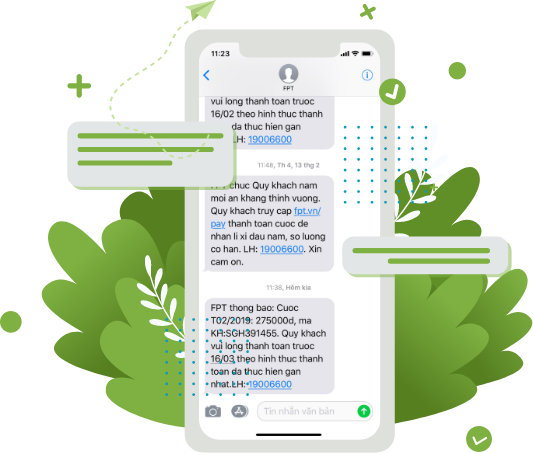 11:23
FPT
vui long thanh toan truoc
16/02 theo hinh thuc thanh
da thuc hien gan
LH: 19006600
11:48, Th 4, 13 thg 2
FPT chuc Quy khach nam
moi an khang thinh vuong.
Quy khach truy cap fpt.vn/
pay thanh toan cuoc de
nhan li xi dau nam, so luong
co han. LH: 19006600. Xin
cam on.
11:38, Hôm kia
FPT thong bao: Cuoc
T02/2019: 275000d, ma
KH:SGH391455. Quy khach
vui long thanh toan truoc
16/03 theo hinh thuc thanh
toan da thuc hien gan
nhat.LH: 19006600
Tin nhắn văn bản